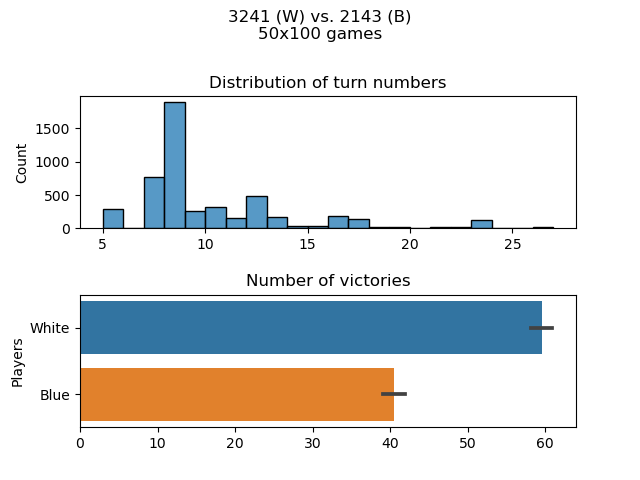 3241 (W) vs. 2143 (B)
50x100 games
Distribution of turn numbers
Count
1500
1000
500
0
5 10 15 20 25
Number of victories
Players
White
Blue
0 10 20 30 40 50 60